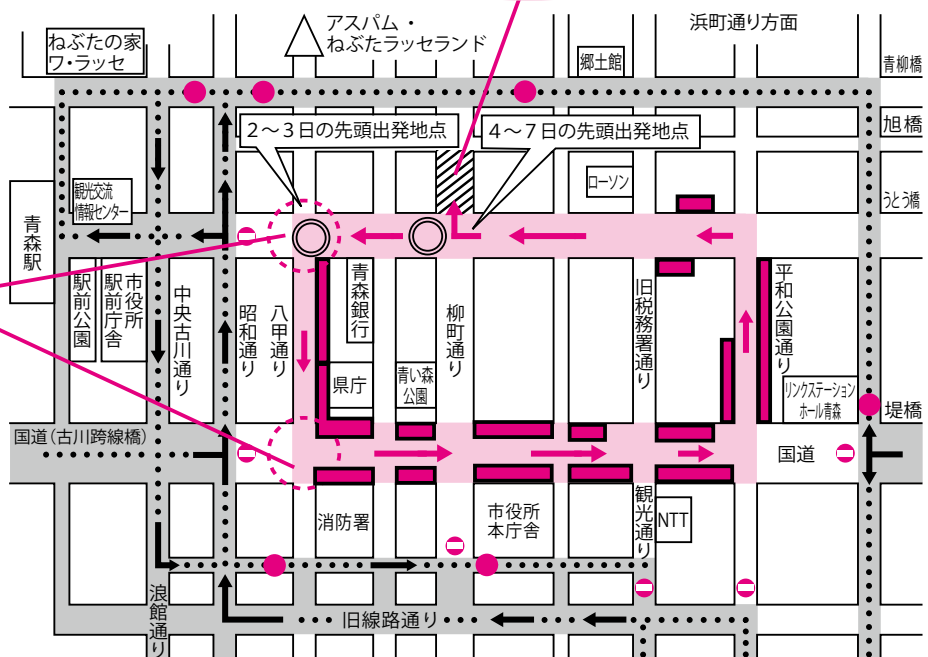 アスパム・
ねぶたラッセランド
浜町通り方面
ねぶたの家
ワ・ラッセ
郷土館
青柳橋
旭橋
2～3日の先頭出発地点
4～7日の先頭出発地点
ローソン
うとう橋
観光交流
情報センター
青森駅
駅前公園
市役所
駅前庁舎
中央古川通り
昭和通り
八甲通り
青森銀行
柳町通り
旧税務署通り
平和公園通り
県庁
青い森
公園
リンクステーション
ホール青森
堤橋
国道(古川跨線橋)
国道
消防署
市役所
本庁舎
観光通り
NTT
浪館通り
旧線路通り